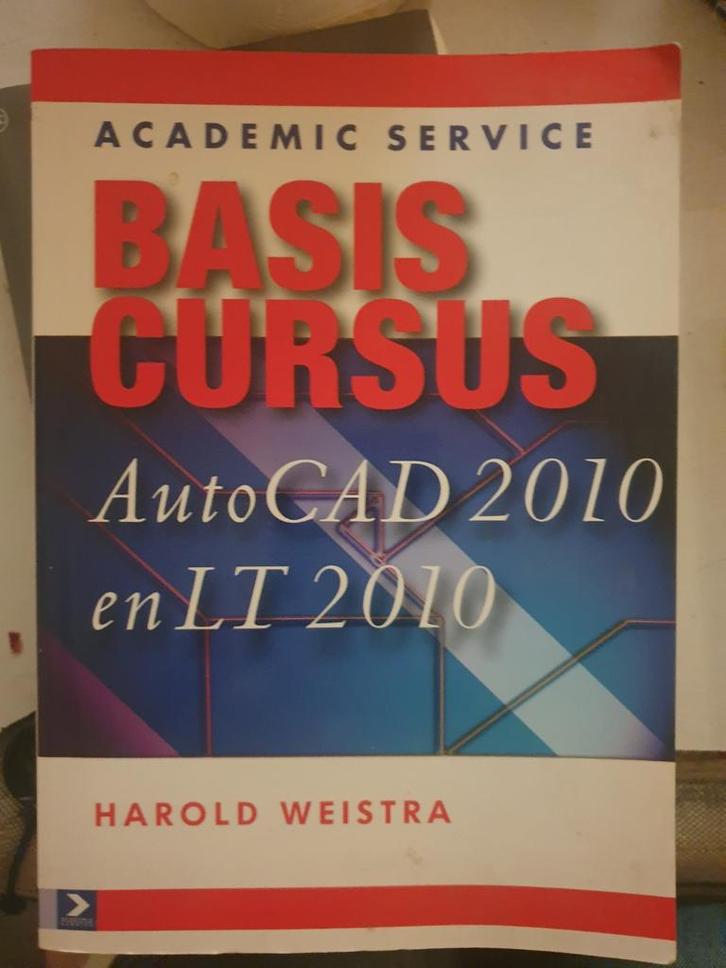 ACADEMIC SERVICE
BASIS
CURSUS
AutoCAD 2010
en LT 2010
HAROLD WEISTRA